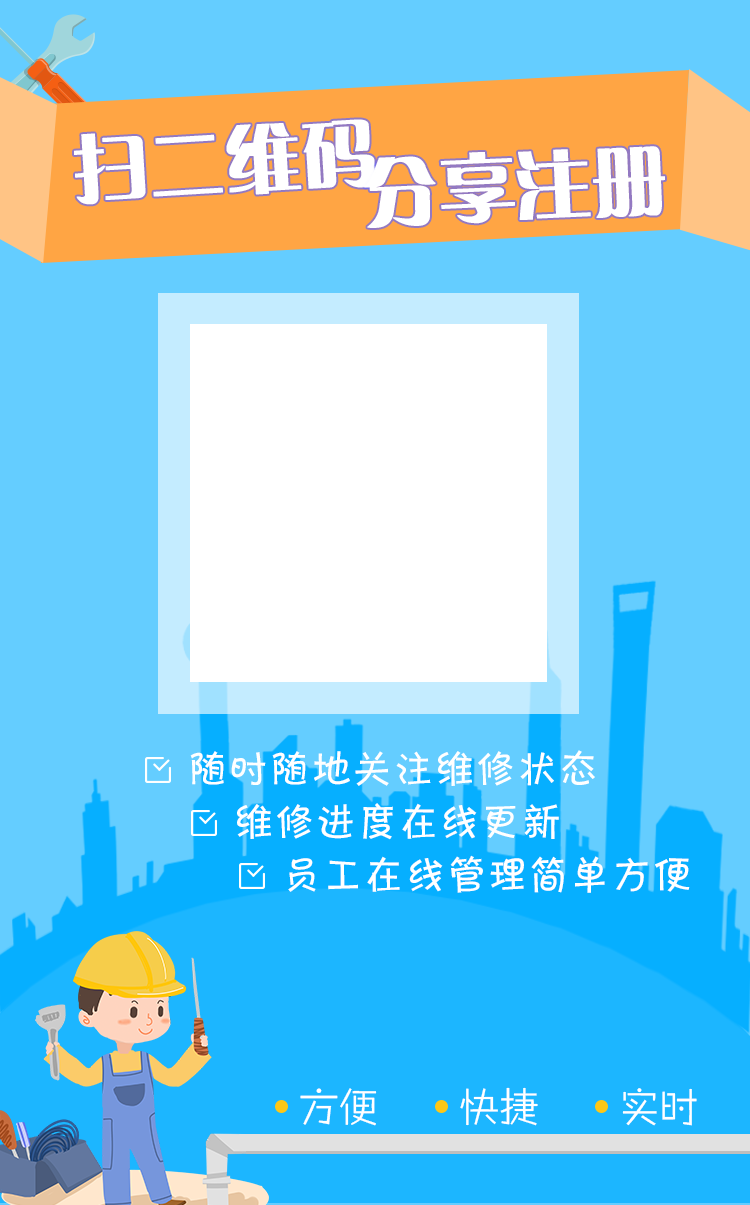 扫二维码分享注册
随时随地关注维修状态
维修进度在线更新
员工在线管理简单方便
方便 快捷 实时